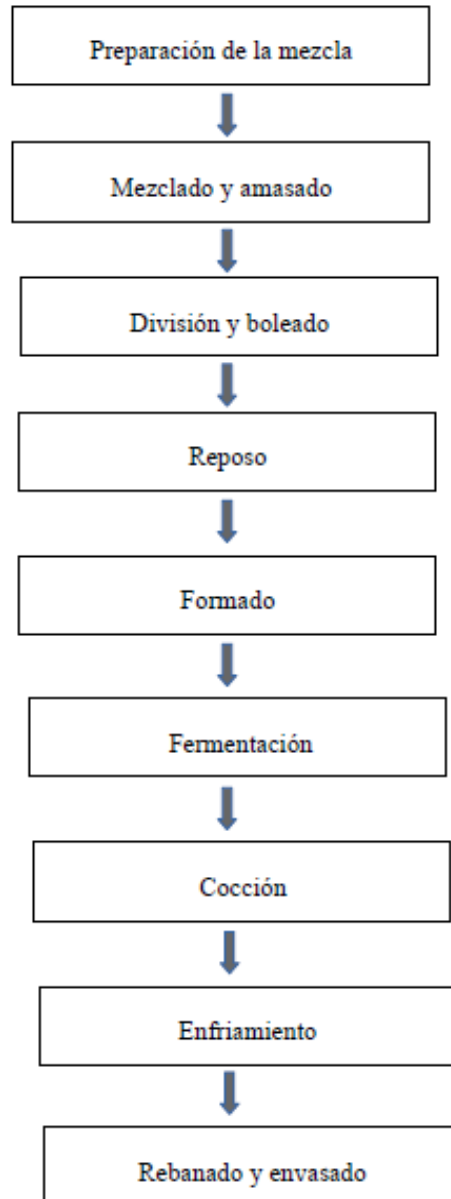 Preparación de la mezcla
Mezclado y amasado
División y boleado
Reposo
Formado
Fermentación
Cocción
Enfriamiento
Rebanado y envasado